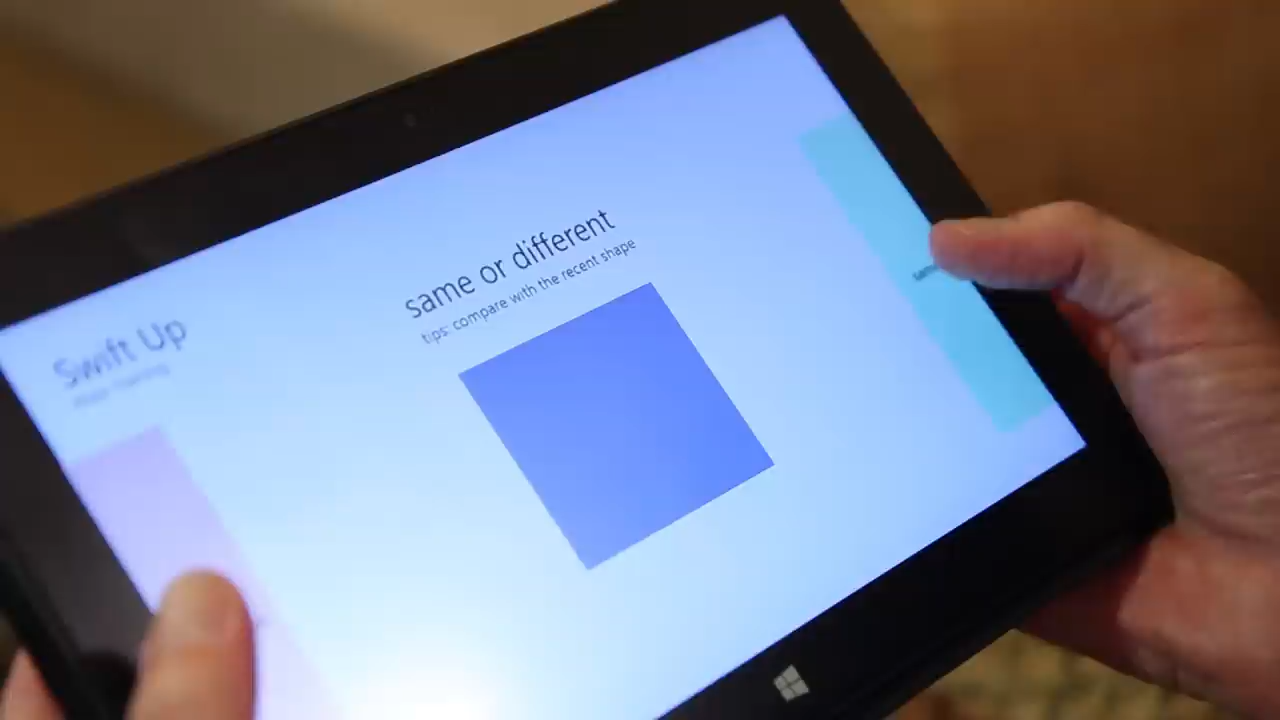 same or different
tips: compare with the recent shape
Swift Up